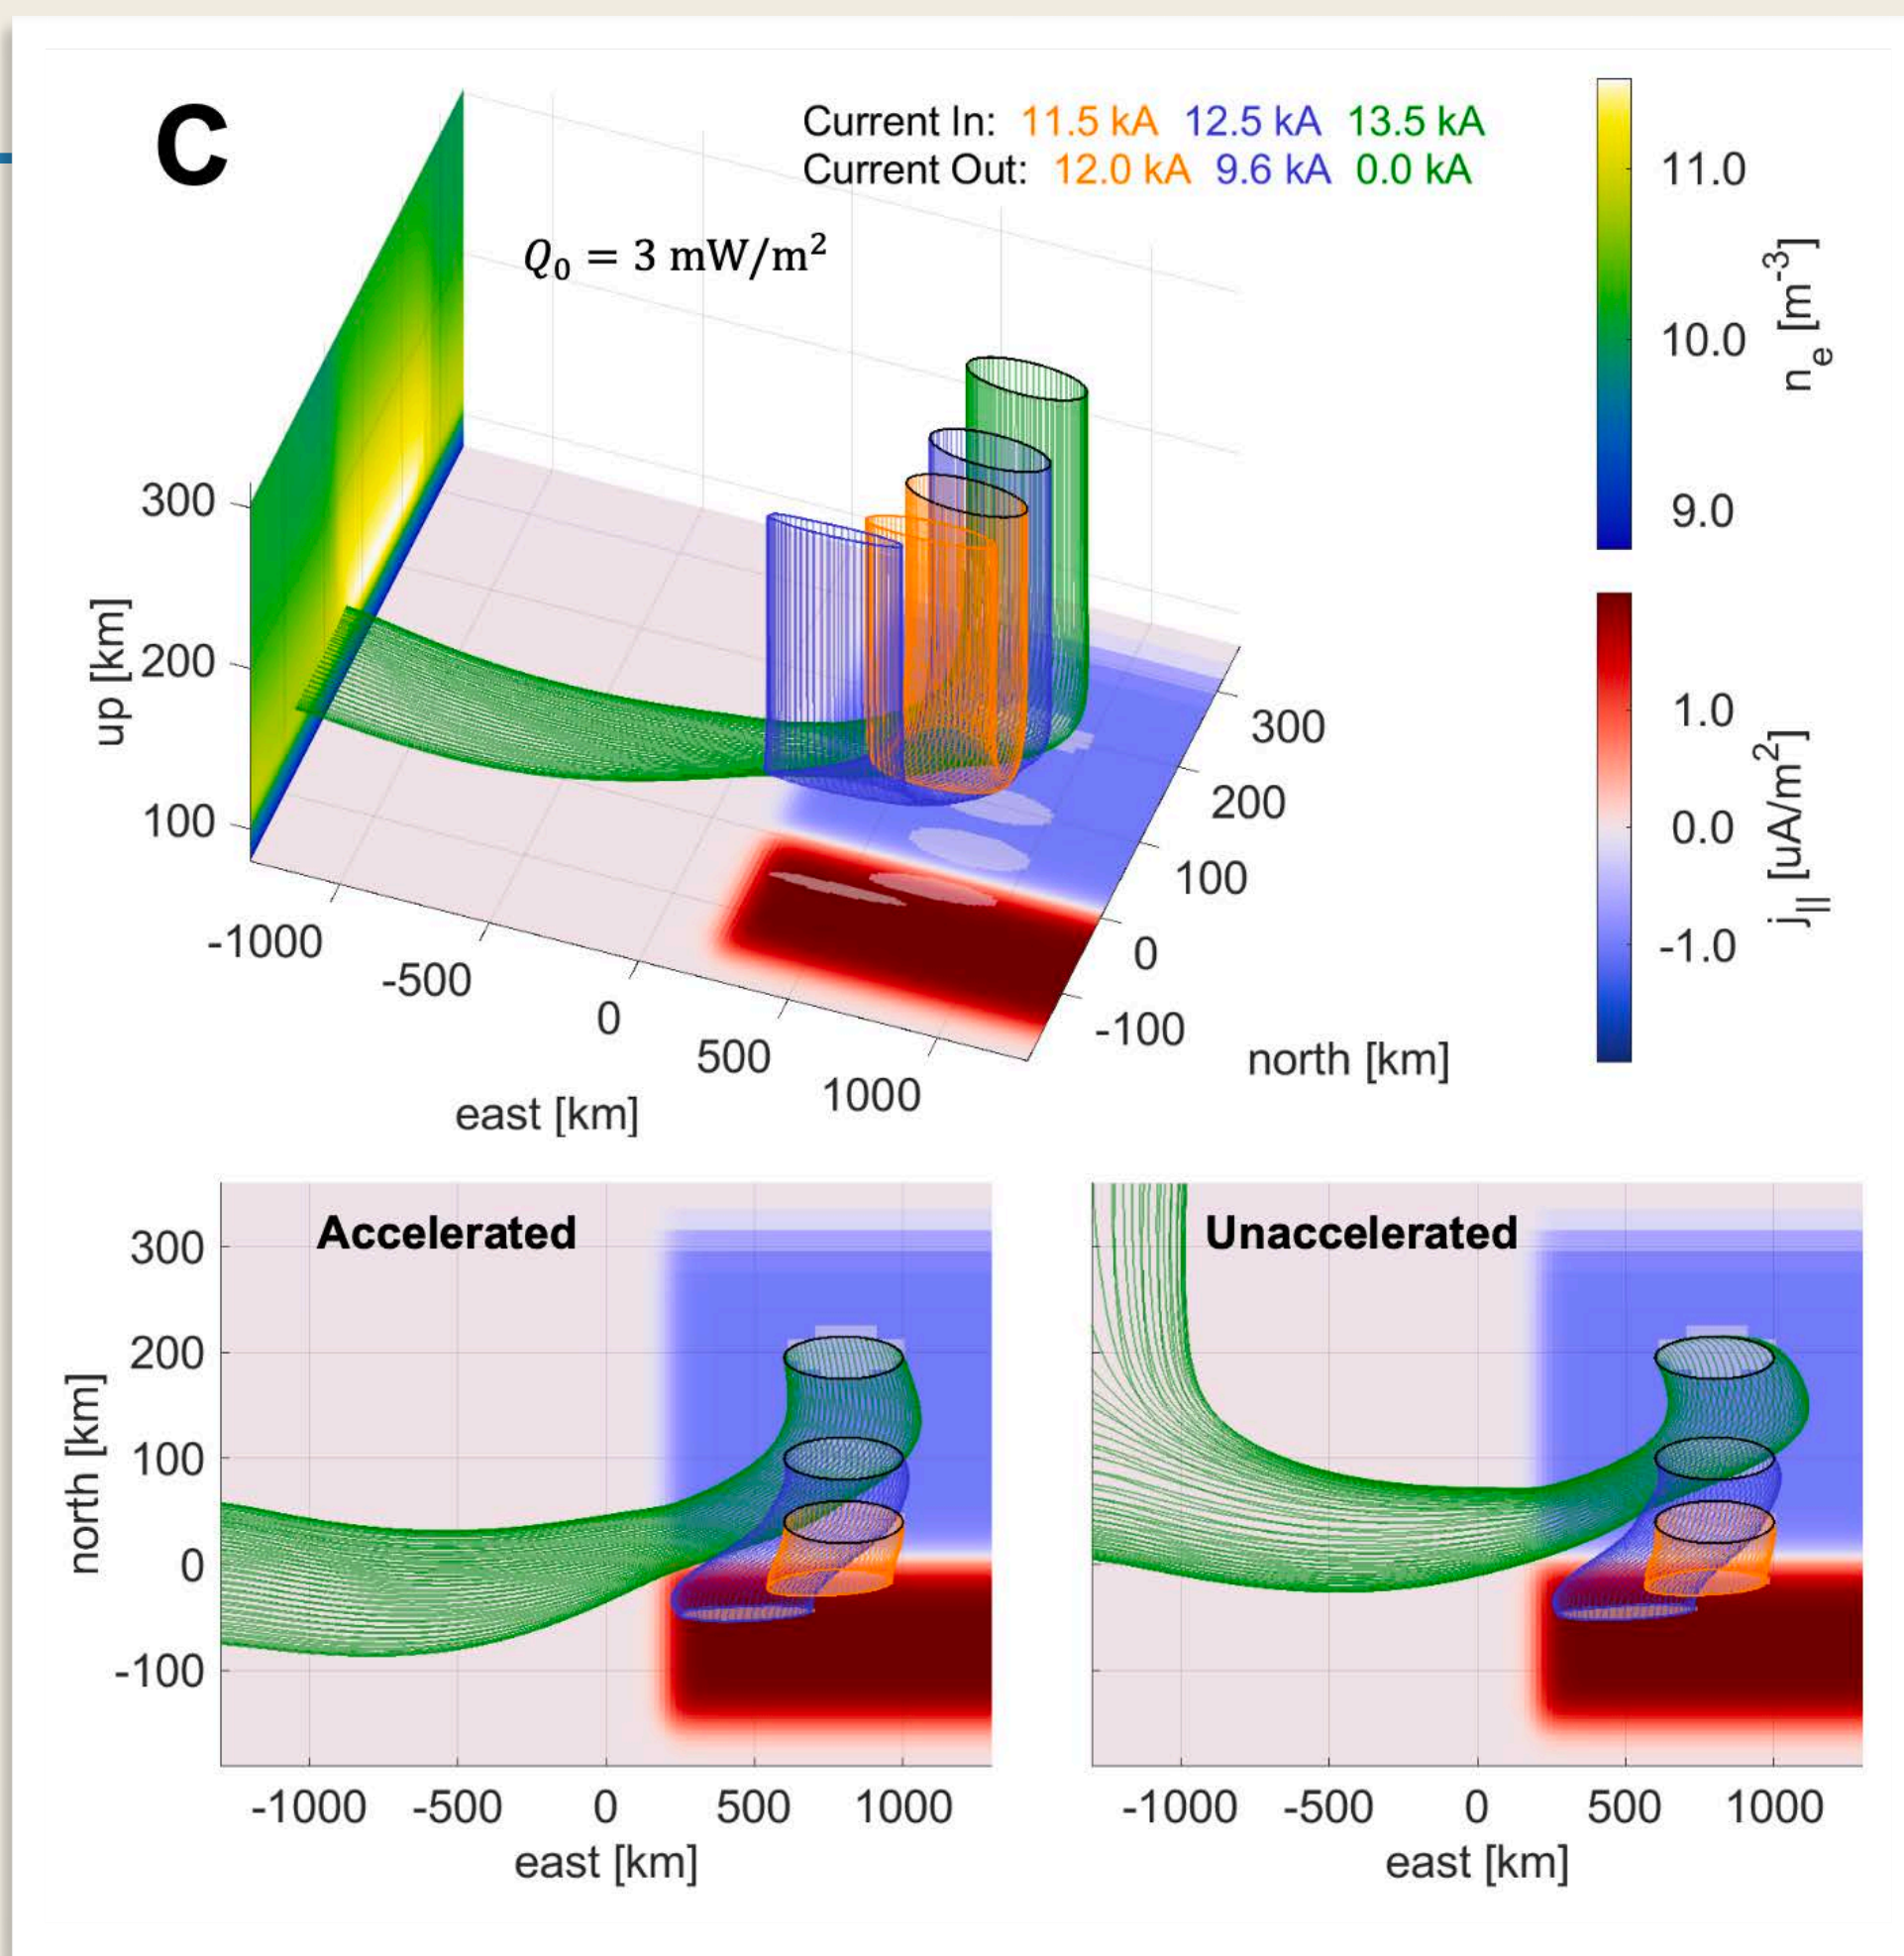 C
Current In: 11.5 kA 12.5 kA 13.5 kA
Current Out: 12.0 kA 9.6 kA 0.0 kA
Q₀ = 3 mW/m²
11.0
10.0
9.0
nₑ [m⁻³]
300
200
100
up [km]
1.0
0.0
-1.0
j|| [uA/m²]
300
200
100
0
-100
north [km]
-1000
-500
0
500
1000
east [km]
Accelerated
Unaccelerated
300
200
100
0
-100
north [km]
-1000 -500 0 500 1000
east [km]
-1000 -500 0 500 1000
east [km]